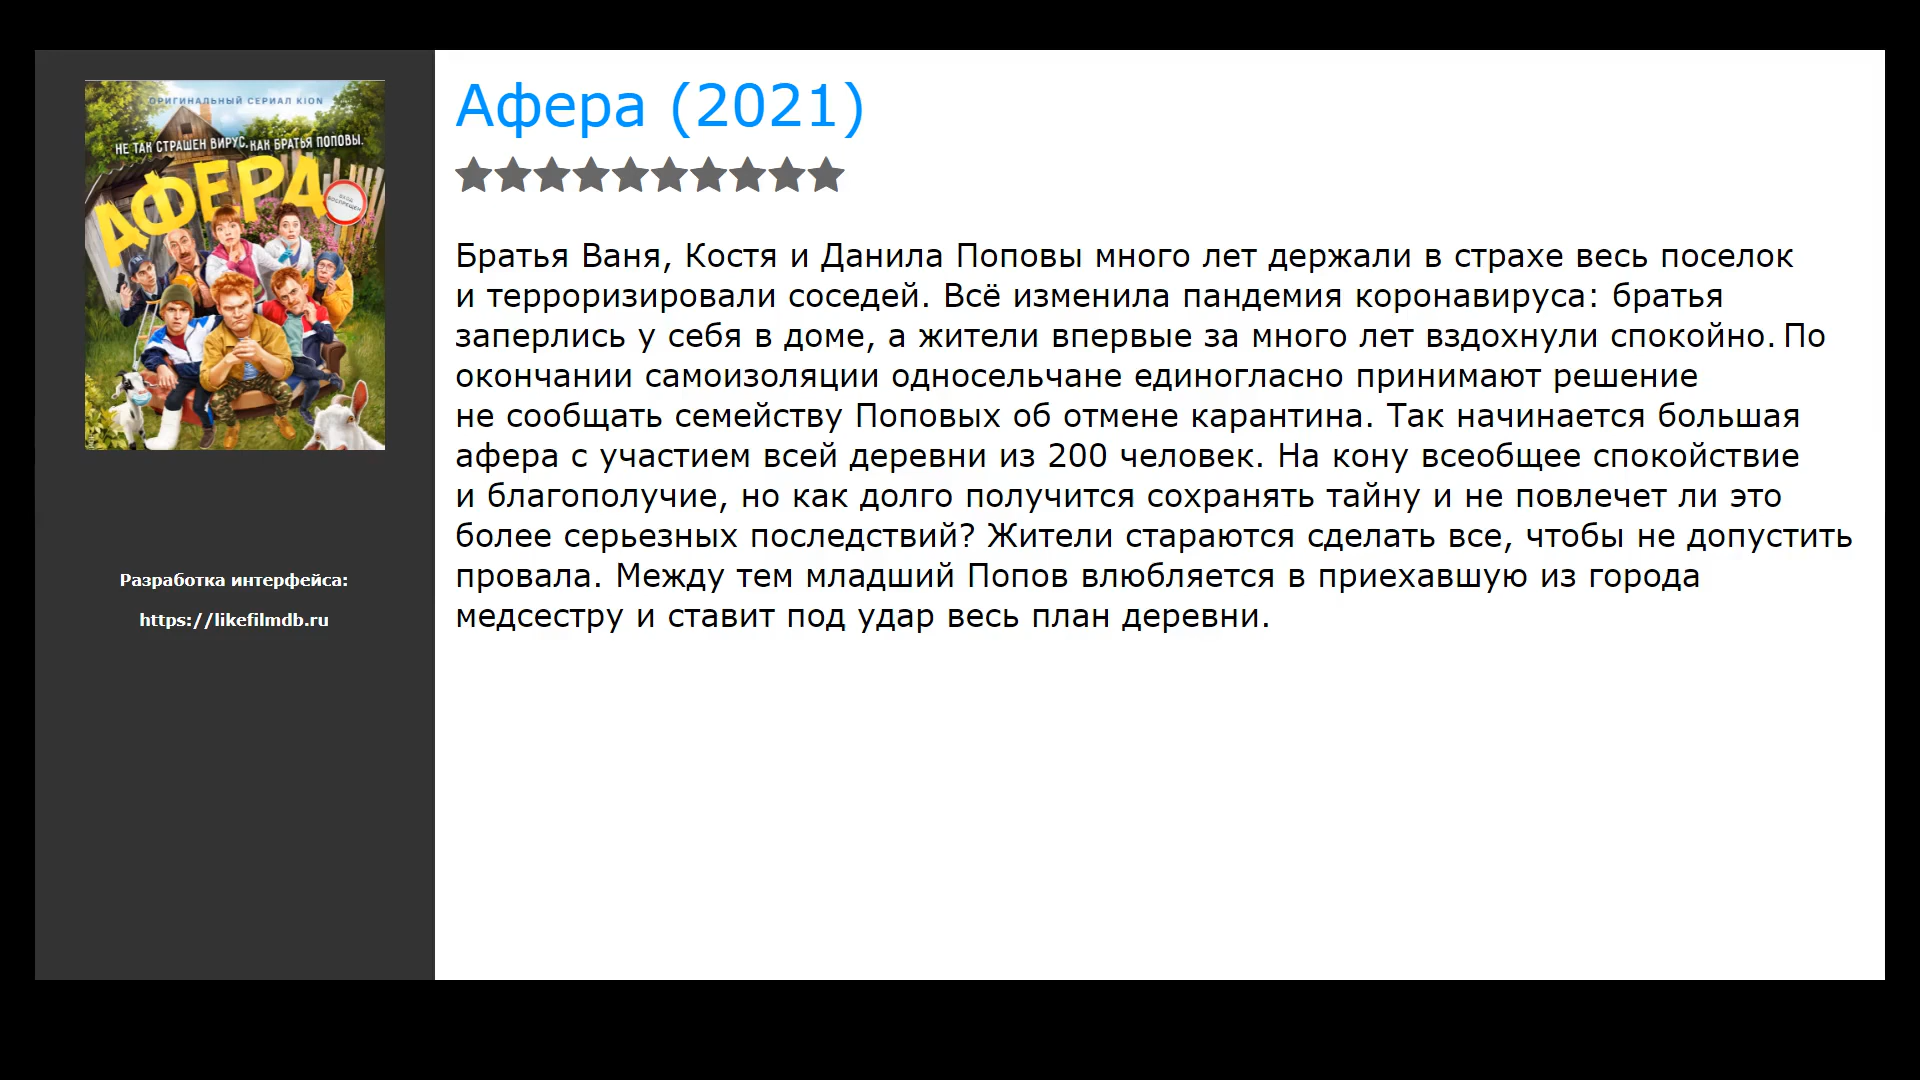 ОРИГИНАЛЬНЫЙ СЕРИАЛ KION
НЕ ТАК СТРАШЕН ВИРУС, КАК БРАТЬЯ ПОПОВЫ.
АФЕРА
ВХОД
ВОСПРЕЩЕН
Разработка интерфейса:
https://likefilmdb.ru
Афера (2021)
Братья Ваня, Костя и Данила Поповы много лет держали в страхе весь поселок
и терроризировали соседей. Всё изменила пандемия коронавируса: братья
заперлись у себя в доме, а жители впервые за много лет вздохнули спокойно. По
окончании самоизоляции односельчане единогласно принимают решение
не сообщать семейству Поповых об отмене карантина. Так начинается большая
афера с участием всей деревни из 200 человек. На кону всеобщее спокойствие
и благополучие, но как долго получится сохранять тайну и не повлечет ли это
более серьезных последствий? Жители стараются сделать все, чтобы не допустить
провала. Между тем младший Попов влюбляется в приехавшую из города
медсестру и ставит под удар весь план деревни.